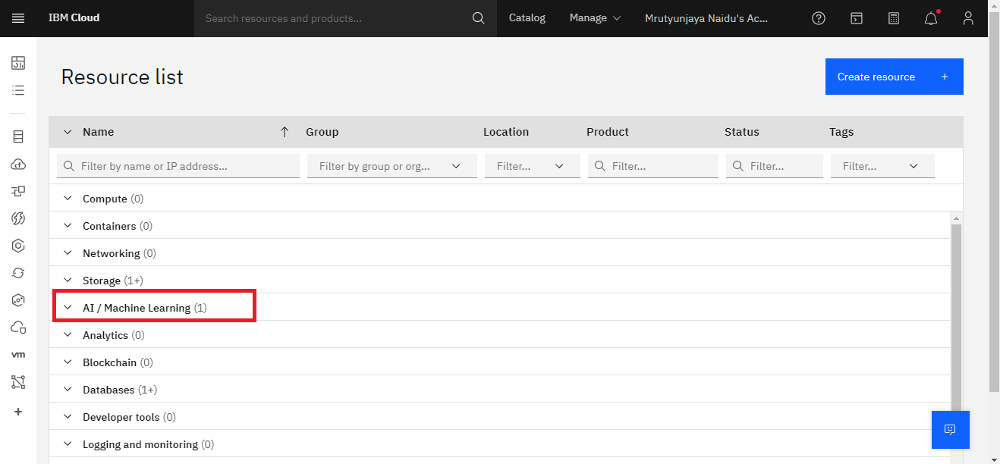 IBM Cloud Search resources and products... Catalog Manage Mrutyunjaya Naidu's Ac...
Resource list
Create resource +
Name Group Location Product Status Tags
Filter by name or IP address... Filter by group or org... Filter... Filter... Filter... Filter...
Compute (0)
Containers (0)
Networking (0)
Storage (1+)
AI / Machine Learning (1)
Analytics (0)
Blockchain (0)
vm
Databases (1+)
Developer tools (0)
Logging and monitoring (0)